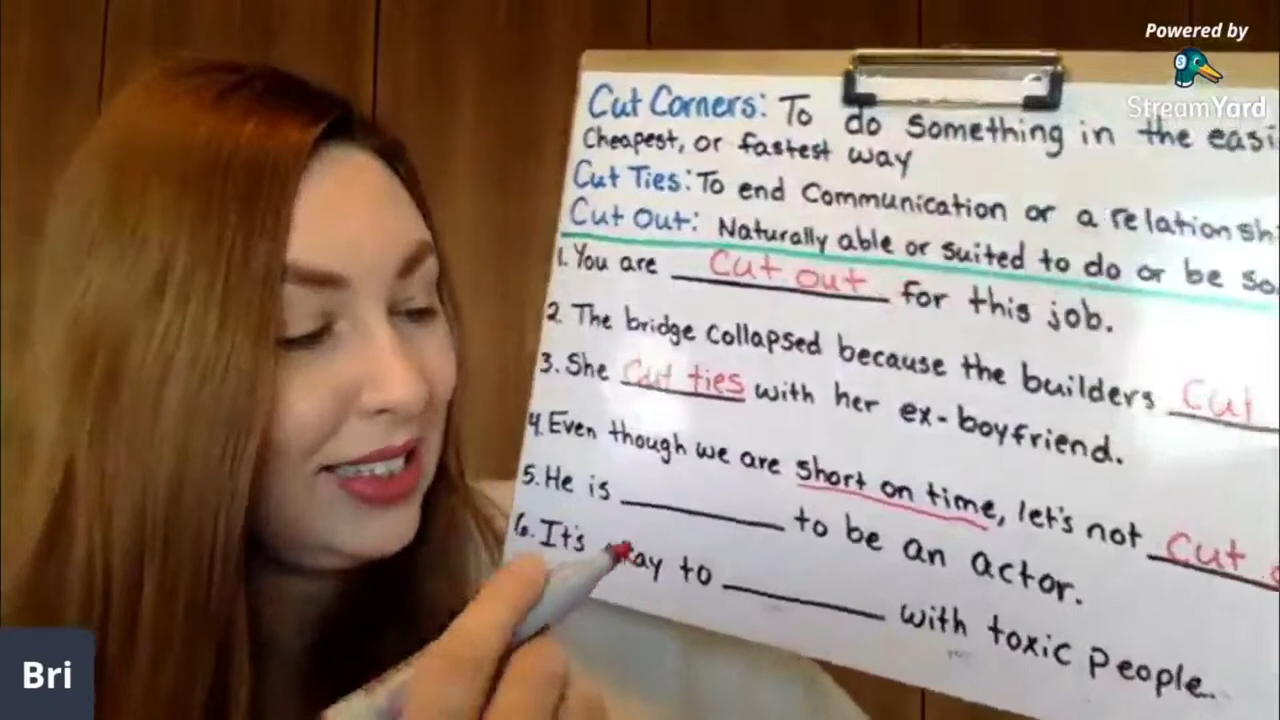 Powered by
StreamYard
Cut Corners: To do something in the easi
Cheapest, or fastest way
Cut Ties: To end Communication or a relationshi
Cut Out: Naturally able or suited to do or be so
1. You are cut out for this job.
2. The bridge collapsed because the builders cut
3. She cut ties with her ex-boyfriend.
4. Even though we are short on time, let's not cut
5. He is ____ to be an actor.
6. It's okay to ____ with toxic people.
Bri